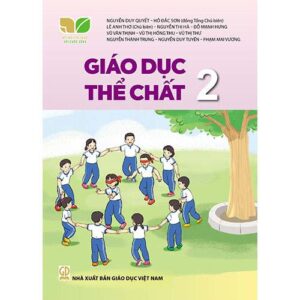 NGUYỄN DUY QUYẾT - HỒ ĐẮC SƠN (đồng Tổng Chủ biên)
LÊ ANH THƠ (Chủ biên) - NGUYỄN THỊ HÀ - ĐỖ MẠNH HƯNG
VŨ VĂN THỊNH - VŨ THỊ HỒNG THU - VŨ THỊ THƯ
NGUYỄN THÀNH TRUNG - NGUYỄN DUY TUYẾN - PHẠM MAI VƯƠNG
GIÁO DỤC
THỂ CHẤT 2
NHÀ XUẤT BẢN GIÁO DỤC VIỆT NAM